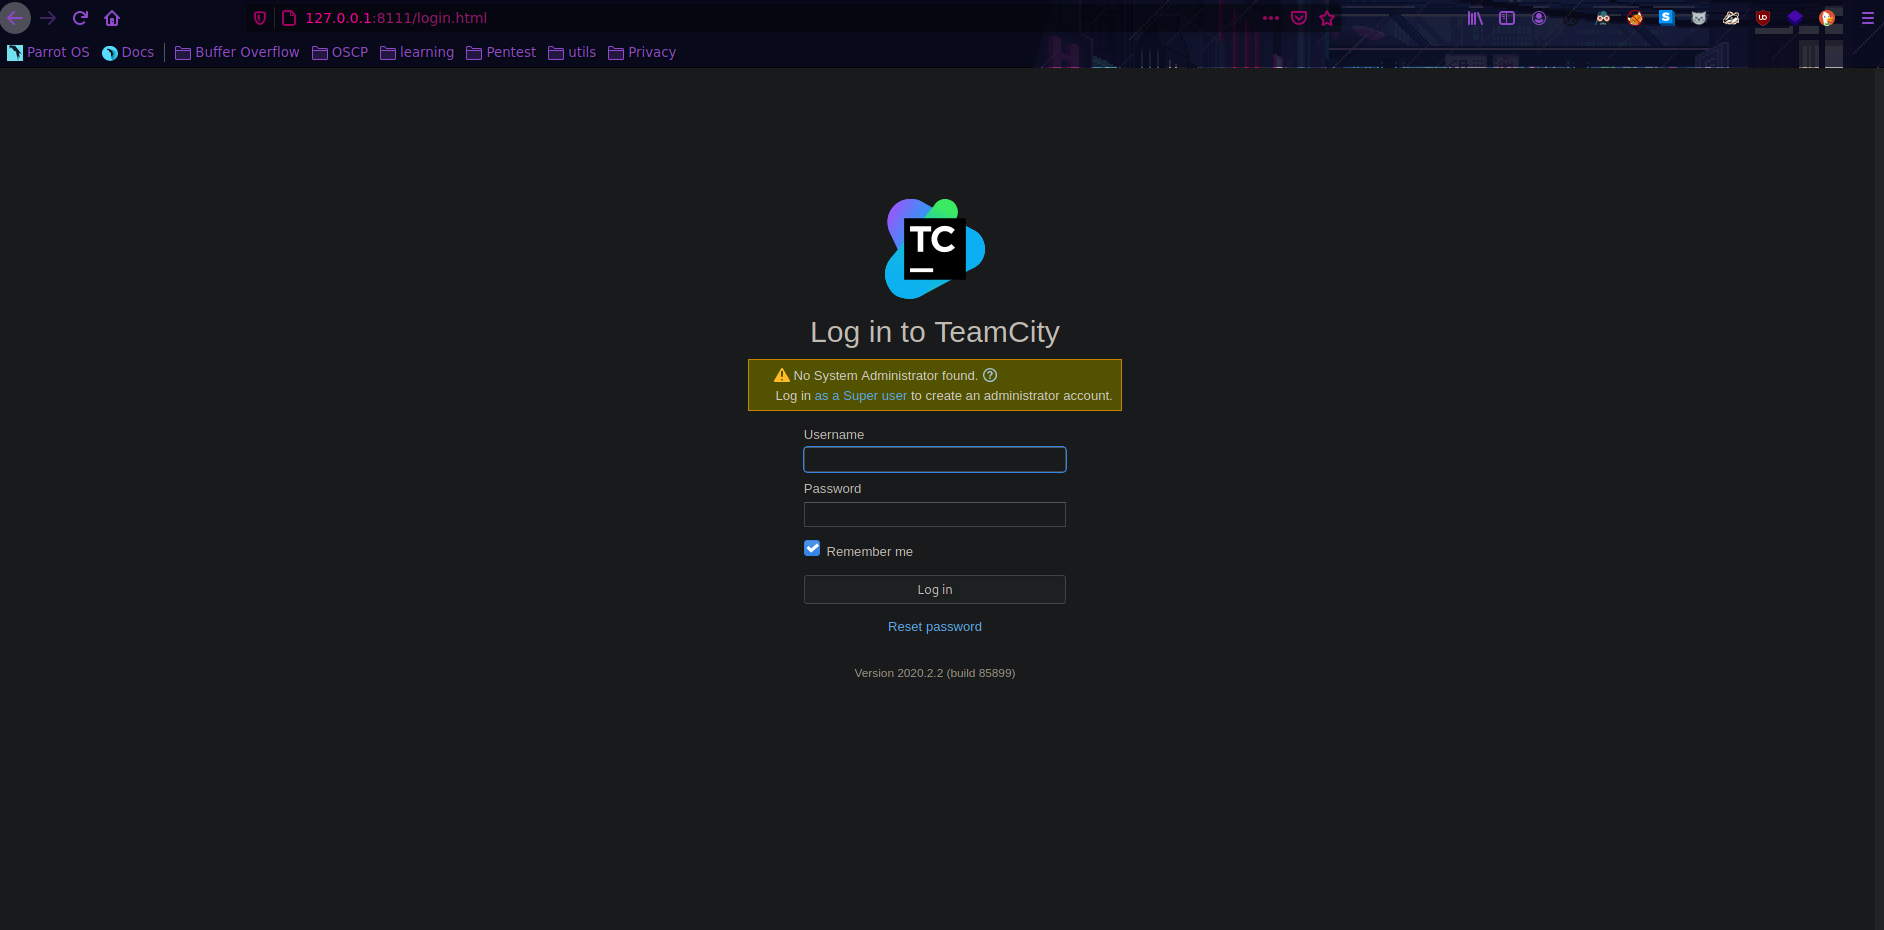 127.0.0.1:8111/login.html
Parrot OS Docs Buffer Overflow OSCP learning Pentest utils Privacy
TC
Log in to TeamCity
No System Administrator found.
Log in as a Super user to create an administrator account.
Username
Password
Remember me
Log in
Reset password
Version 2020.2.2 (build 85899)